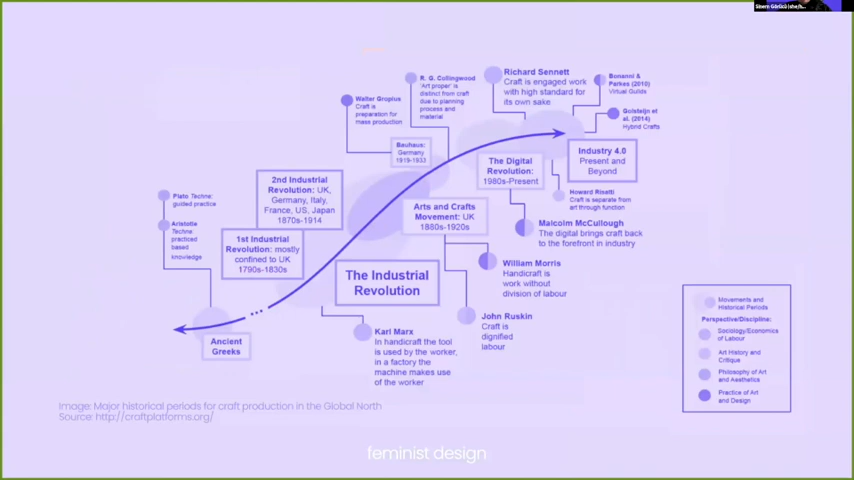 Sinem Görücü (she/h...
Richard Sennett
Craft is engaged work
with high standard for
its own sake
R. G. Collingwood
'Art proper' is
distinct from craft
due to planning
process and
material
Bonanni &
Parkes (2010)
Virtual Guilds
Walter Gropius
Craft is
preparation for
mass production
Golsteijn et
al. (2014)
Hybrid Crafts
Bauhaus:
Germany
1919-1933
Industry 4.0
Present and
Beyond
The Digital
Revolution:
1980s-Present
2nd Industrial
Revolution: UK,
Germany, Italy,
France, US, Japan
1870s-1914
Plato Techne:
guided practice
Howard Risatti
Craft is separate from
art through function
Arts and Crafts
Movement: UK
1880s-1920s
Aristotle
Techne
practiced
based
knowledge
Malcolm McCullough
The digital brings craft back
to the forefront in industry
1st Industrial
Revolution: mostly
confined to UK
1790s-1830s
William Morris
Handicraft is
work without
division of labour
The Industrial
Revolution
John Ruskin
Craft is
dignified
labour
Karl Marx
In handicraft the tool
is used by the worker,
in a factory the
machine makes use
of the worker
Ancient
Greeks
Movements and
Historical Periods
Perspective/Discipline:
Sociology/Economics
of Labour
Art History and
Critique
Philosophy of Art
and Aesthetics
Practice of Art
and Design
Image: Major historical periods for craft production in the Global North
Source: http://craftplatforms.org/
feminist design